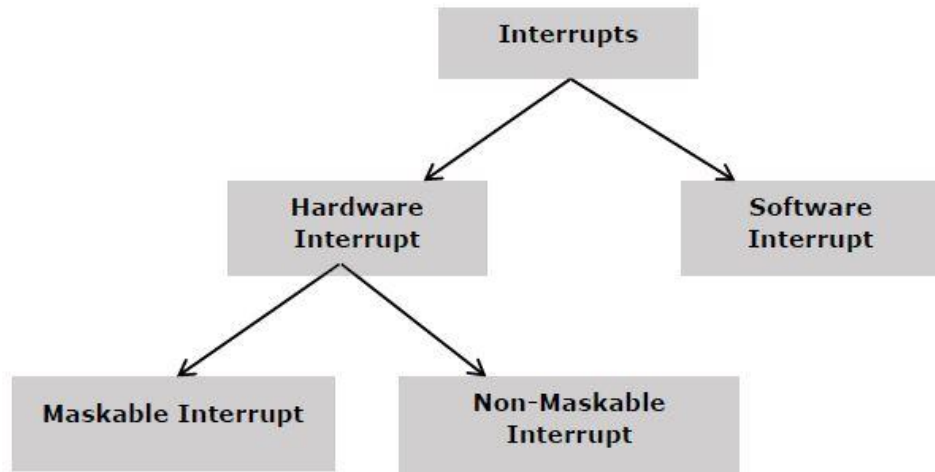 Interrupts
Hardware
Interrupt
Software
Interrupt
Maskable Interrupt
Non-Maskable
Interrupt